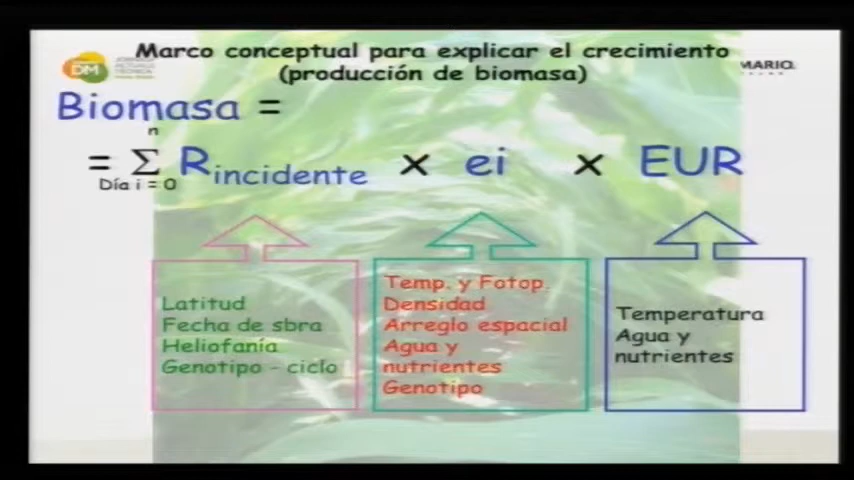 Marco conceptual para explicar el crecimiento
(producción de biomasa)
DM
MARIO.
Biomasa =
n
= Σ Rincidente x ei x EUR
Día i = 0
Latitud
Fecha de sbra
Heliofanía
Genotipo - ciclo
Temp. y Fotop.
Densidad
Arreglo espacial
Agua y
nutrientes
Genotipo
Temperatura
Agua y
nutrientes